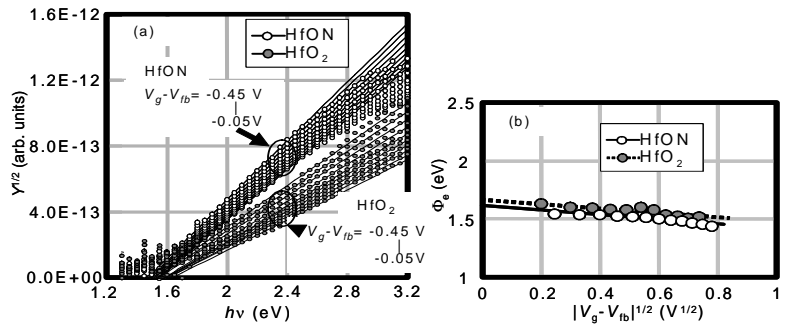 (a)
HfON
HfO2
HfON
Vg-Vfb= -0.45 V
-0.05V
HfO2
Vg-Vfb= -0.45 V
-0.05V
Y1/2 (arb. units)
1.6E-12
1.2E-12
8.0E-13
4.0E-13
0.0E+00
1.2
1.6
2
2.4
2.8
3.2
hν (eV)
(b)
HfON
HfO2
Φe (eV)
2.5
2
1.5
1
0
0.2
0.4
0.6
0.8
1
|Vg-Vfb|1/2 (V1/2)